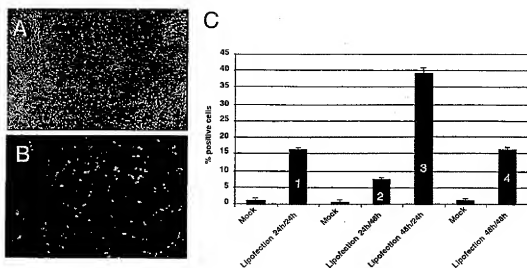 A
B
C
% positive cells
45
40
35
30
25
20
15
10
5
0
1
2
3
4
Mock
Lipofection 24h/24h
Mock
Lipofection 24h/48h
Lipofection 48h/24h
Mock
Lipofection 48h/48h